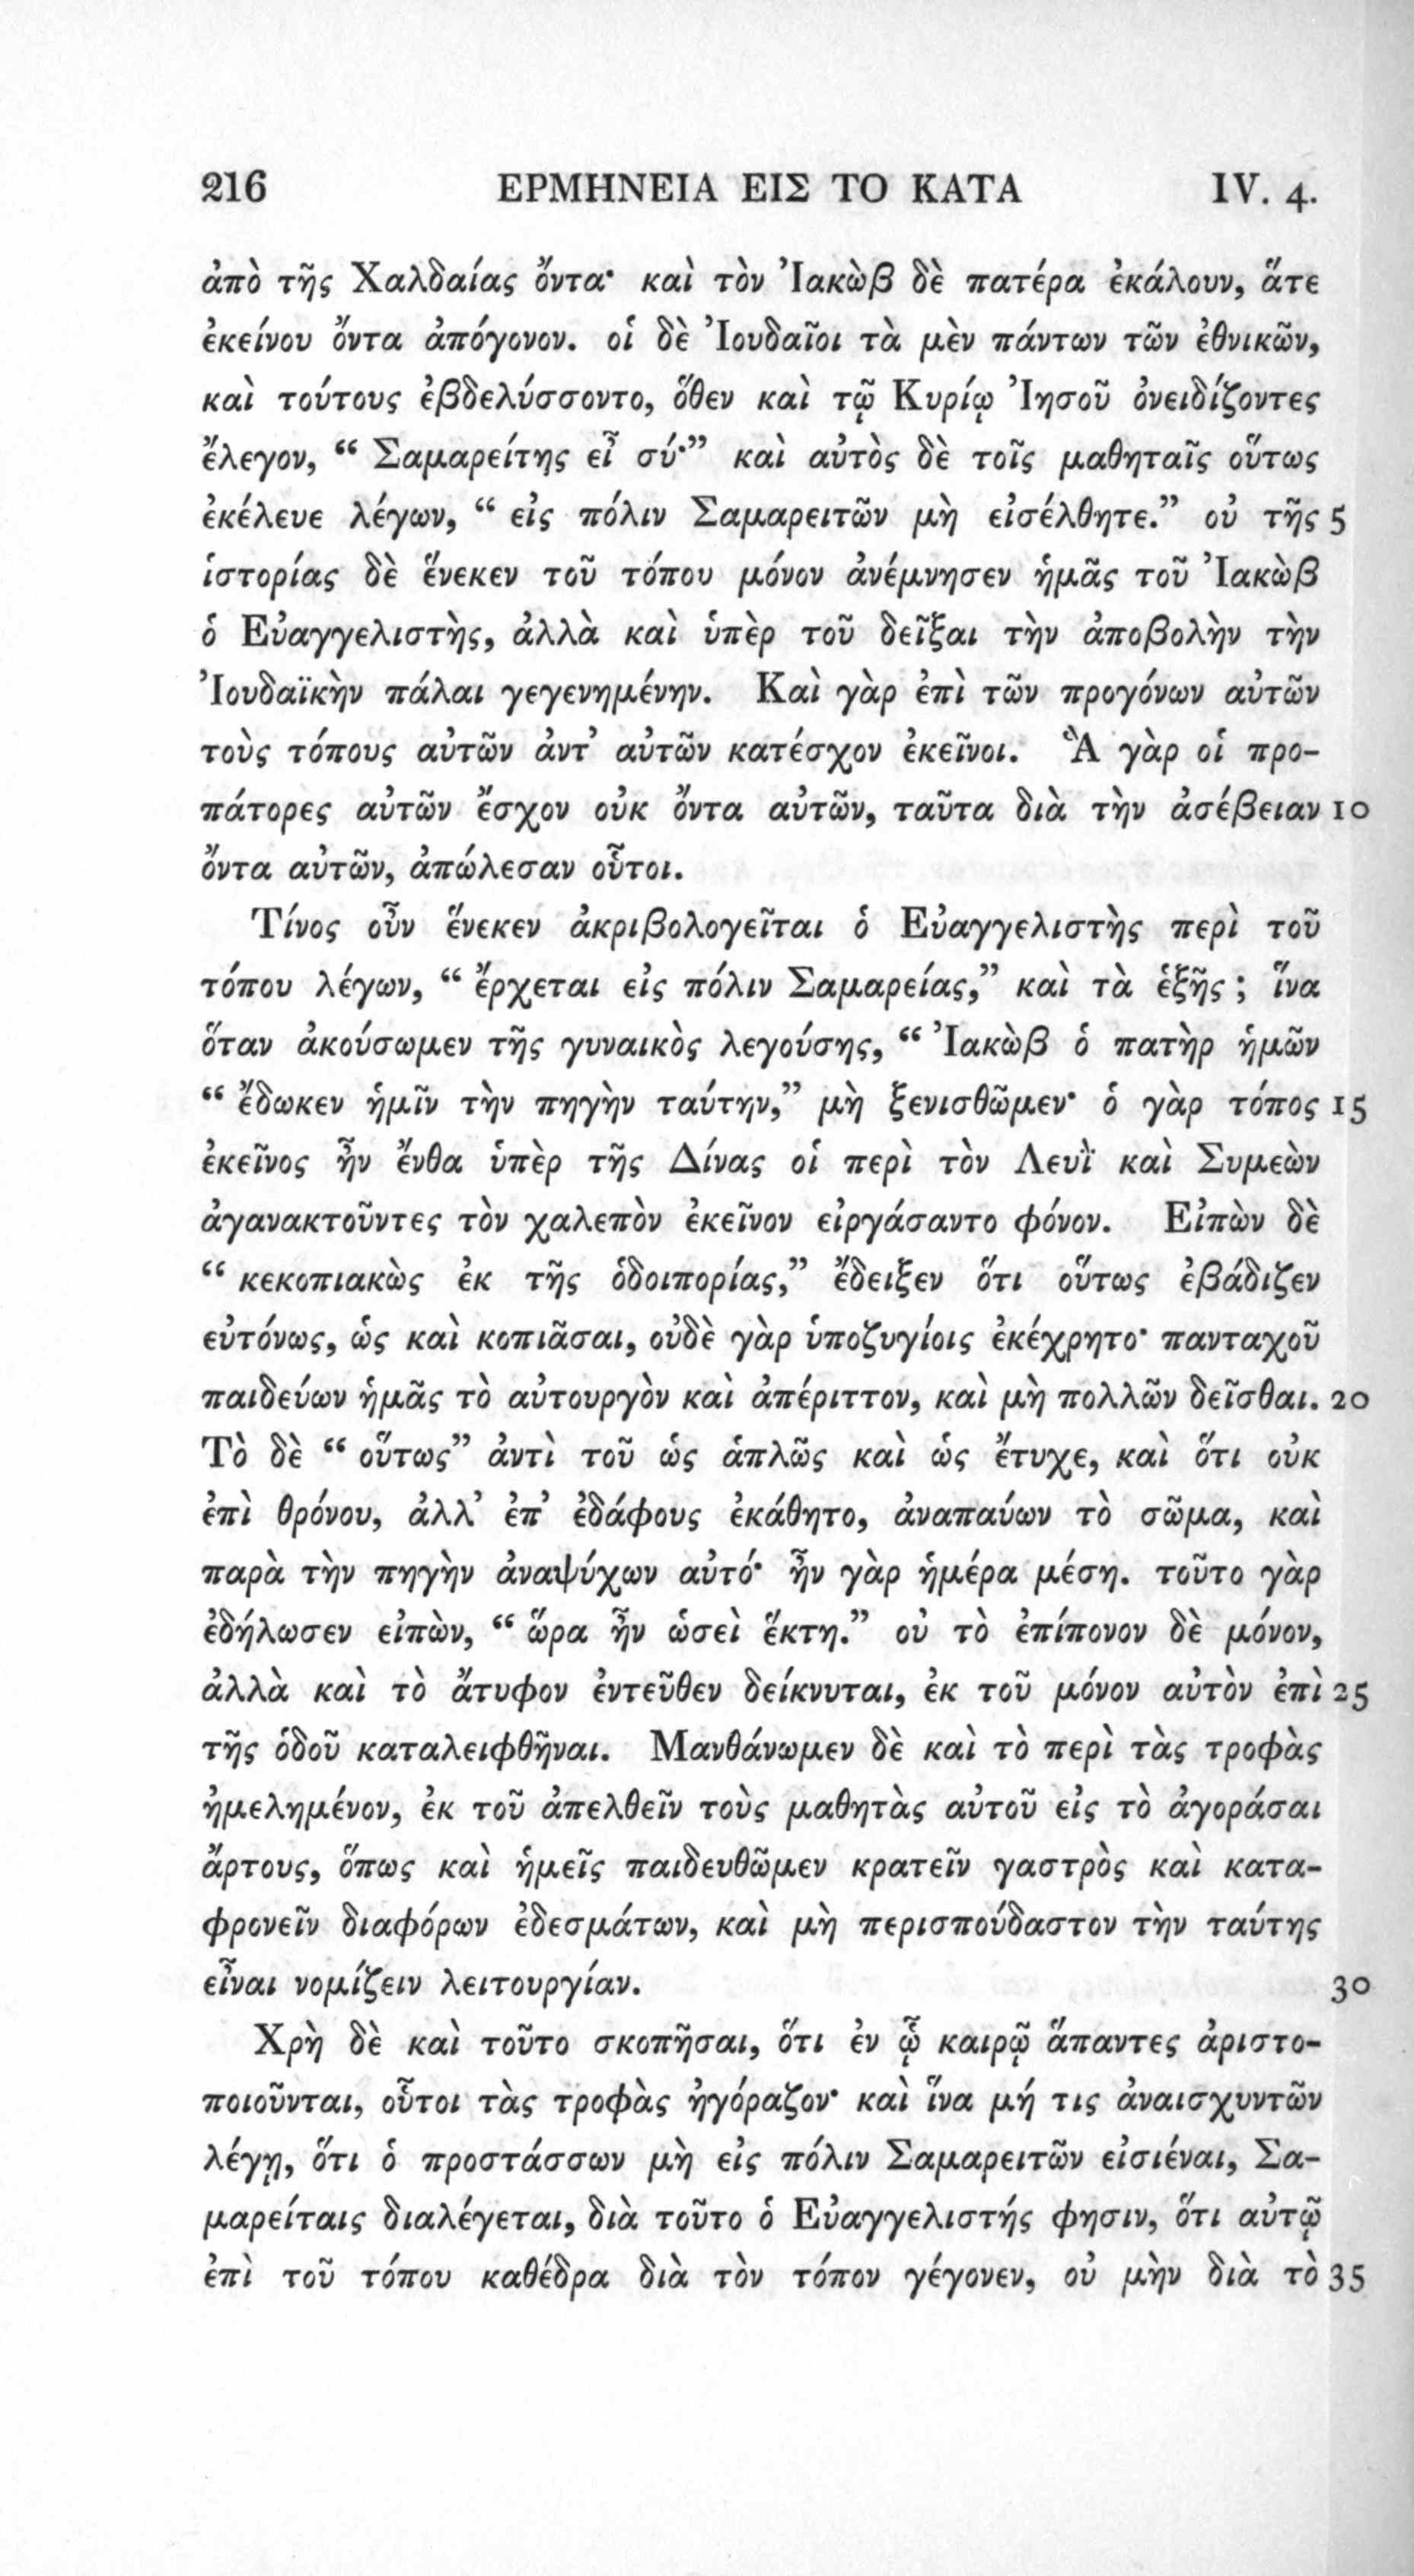 216 ΕΡΜΗΝΕΙΑ ΕΙΣ ΤΟ ΚΑΤΑ IV. 4.
ἀπὸ τῆς Χαλδαίας ὄντα· καὶ τὸν Ἰακὼβ δὲ πατέρα ἐκάλουν, ἅτε
ἐκείνου ὄντα ἀπόγονον. οἱ δὲ Ἰουδαῖοι τὰ μὲν πάντων τῶν ἐθνικῶν,
καὶ τούτους ἐβδελύσσοντο, ὅθεν καὶ τῷ Κυρίῳ Ἰησοῦ ὀνειδίζοντες
ἔλεγον, “ Σαμαρείτης εἶ σύ·” καὶ αὐτὸς δὲ τοῖς μαθηταῖς οὕτως
ἐκέλευε λέγων, “ εἰς πόλιν Σαμαρειτῶν μὴ εἰσέλθητε.” οὐ τῆς 5
ἱστορίας δὲ ἕνεκεν τοῦ τόπου μόνον ἀνέμνησεν ἡμᾶς τοῦ Ἰακὼβ
ὁ Εὐαγγελιστὴς, ἀλλὰ καὶ ὑπὲρ τοῦ δεῖξαι τὴν ἀποβολὴν τὴν
Ἰουδαϊκὴν πάλαι γεγενημένην. Καὶ γὰρ ἐπὶ τῶν προγόνων αὐτῶν
τοὺς τόπους αὐτῶν ἀντ’ αὐτῶν κατέσχον ἐκεῖνοι. Ἃ γὰρ οἱ προ-
πάτορες αὐτῶν ἔσχον οὐκ ὄντα αὐτῶν, ταῦτα διὰ τὴν ἀσέβειαν 10
ὄντα αὐτῶν, ἀπώλεσαν οὗτοι.
Τίνος οὖν ἕνεκεν ἀκριβολογεῖται ὁ Εὐαγγελιστὴς περὶ τοῦ
τόπου λέγων, “ ἔρχεται εἰς πόλιν Σαμαρείας,” καὶ τὰ ἑξῆς ; ἵνα
ὅταν ἀκούσωμεν τῆς γυναικὸς λεγούσης, “ Ἰακὼβ ὁ πατὴρ ἡμῶν
“ ἔδωκεν ἡμῖν τὴν πηγὴν ταύτην,” μὴ ξενισθῶμεν· ὁ γὰρ τόπος 15
ἐκεῖνος ἦν ἔνθα ὑπὲρ τῆς Δίνας οἱ περὶ τὸν Λευῒ καὶ Συμεὼν
ἀγανακτοῦντες τὸν χαλεπὸν ἐκεῖνον εἰργάσαντο φόνον. Εἰπὼν δὲ
“ κεκοπιακὼς ἐκ τῆς ὁδοιπορίας,” ἔδειξεν ὅτι οὕτως ἐβάδιζεν
εὐτόνως, ὡς καὶ κοπιᾶσαι, οὐδὲ γὰρ ὑποζυγίοις ἐκέχρητο· πανταχοῦ
παιδεύων ἡμᾶς τὸ αὐτουργὸν καὶ ἀπέριττον, καὶ μὴ πολλῶν δεῖσθαι. 20
Τὸ δὲ “ οὕτως” ἀντὶ τοῦ ὡς ἁπλῶς καὶ ὡς ἔτυχε, καὶ ὅτι οὐκ
ἐπὶ θρόνου, ἀλλ’ ἐπ’ ἐδάφους ἐκάθητο, ἀναπαύων τὸ σῶμα, καὶ
παρὰ τὴν πηγὴν ἀναψύχων αὐτό· ἦν γὰρ ἡμέρα μέση. τοῦτο γὰρ
ἐδήλωσεν εἰπὼν, “ ὥρα ἦν ὡσεὶ ἕκτη.” οὐ τὸ ἐπίπονον δὲ μόνον,
ἀλλὰ καὶ τὸ ἄτυφον ἐντεῦθεν δείκνυται, ἐκ τοῦ μόνον αὐτὸν ἐπὶ 25
τῆς ὁδοῦ καταλειφθῆναι. Μανθάνωμεν δὲ καὶ τὸ περὶ τὰς τροφὰς
ἠμελημένον, ἐκ τοῦ ἀπελθεῖν τοὺς μαθητὰς αὐτοῦ εἰς τὸ ἀγοράσαι
ἄρτους, ὅπως καὶ ἡμεῖς παιδευθῶμεν κρατεῖν γαστρὸς καὶ κατα-
φρονεῖν διαφόρων ἐδεσμάτων, καὶ μὴ περισπούδαστον τὴν ταύτης
εἶναι νομίζειν λειτουργίαν. 30
Χρὴ δὲ καὶ τοῦτο σκοπῆσαι, ὅτι ἐν ᾧ καιρῷ ἅπαντες ἀριστο-
ποιοῦνται, οὗτοι τὰς τροφὰς ἠγόραζον· καὶ ἵνα μή τις ἀναισχυντῶν
λέγῃ, ὅτι ὁ προστάσσων μὴ εἰς πόλιν Σαμαρειτῶν εἰσιέναι, Σα-
μαρείταις διαλέγεται, διὰ τοῦτο ὁ Εὐαγγελιστής φησιν, ὅτι αὐτῷ
ἐπὶ τοῦ τόπου καθέδρα διὰ τὸν τόπον γέγονεν, οὐ μὴν διὰ τὸ 35